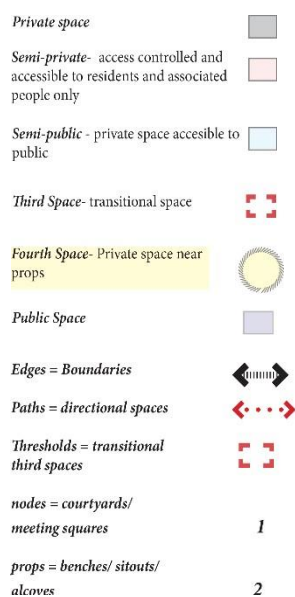 Private space
Semi-private- access controlled and
accessible to residents and associated
people only
Semi-public - private space accesible to
public
Third Space- transitional space
Fourth Space- Private space near
props
Public Space
Edges = Boundaries
Paths = directional spaces
Thresholds = transitional
third spaces
nodes = courtyards/
meeting squares
1
props = benches/ sitouts/
alcoves
2